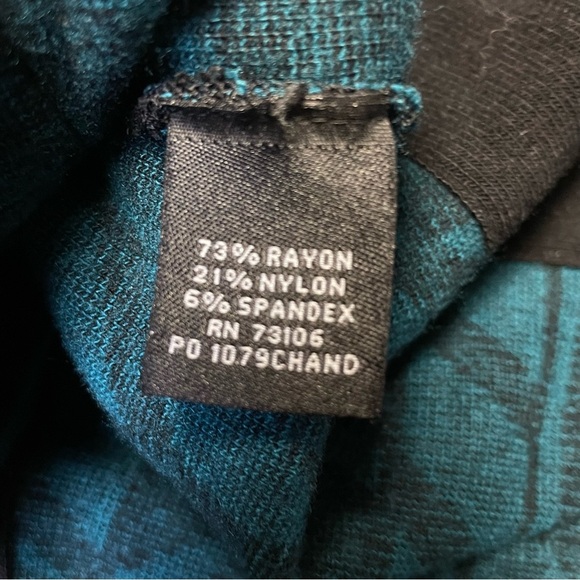 73% RAYON
21% NYLON
6% SPANDEX
RN 73106
PO 1079CHAND